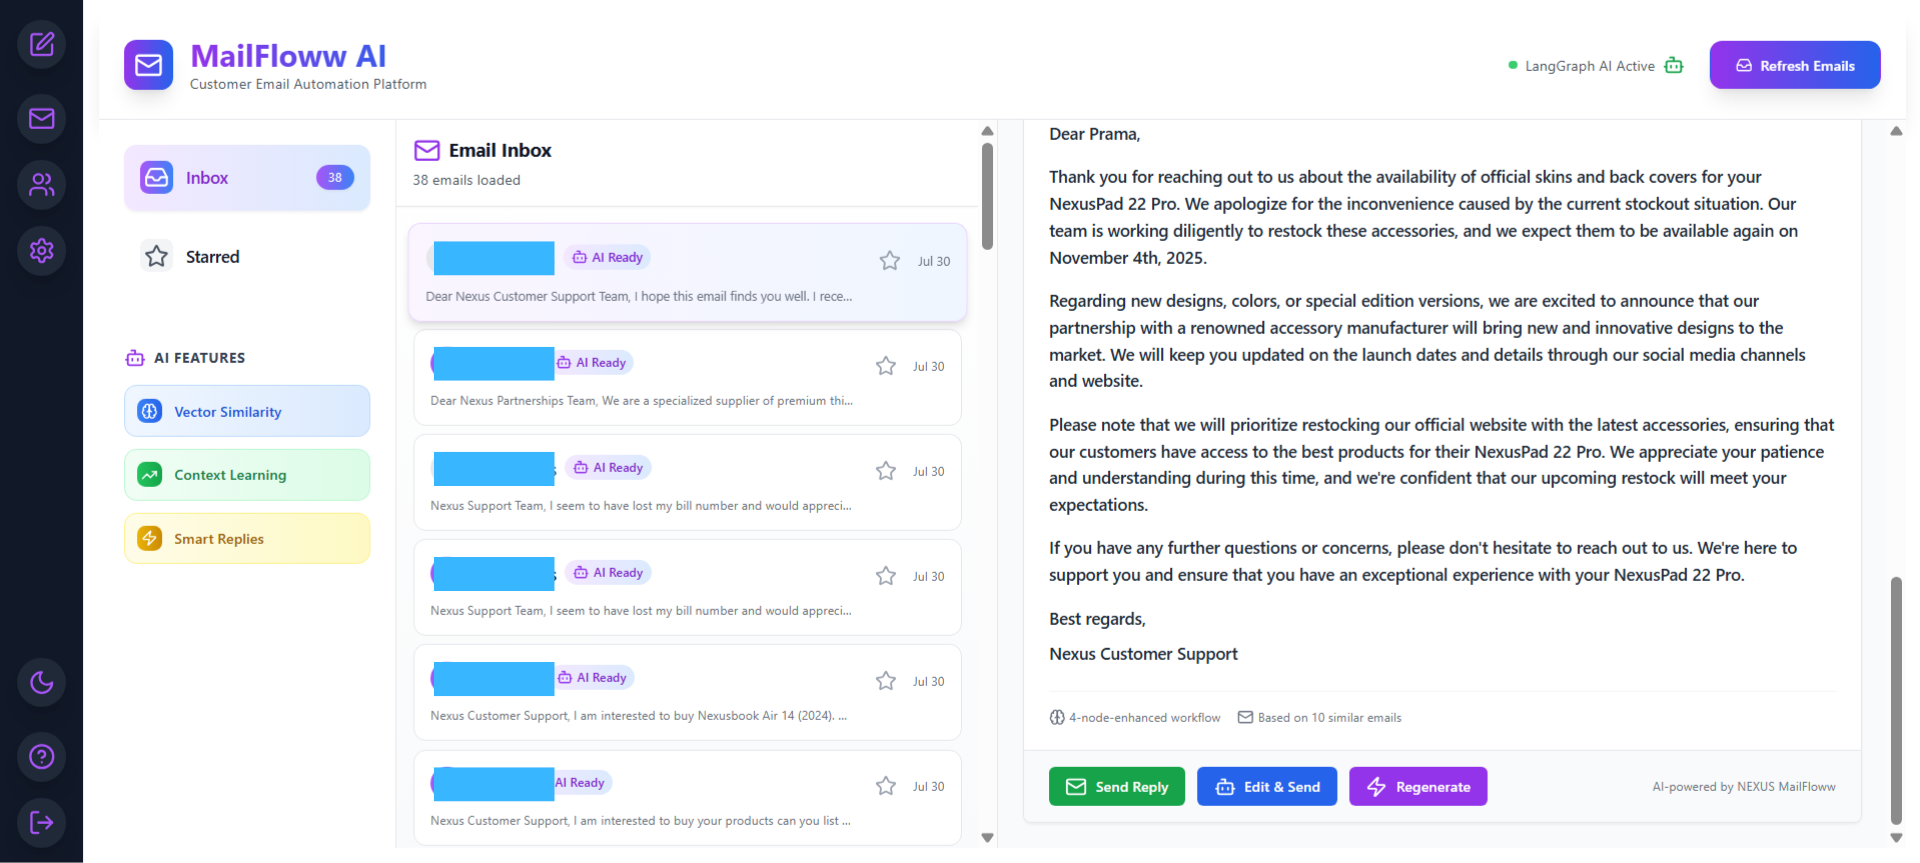 MailFloww AI
Customer Email Automation Platform
LangGraph AI Active
Refresh Emails
Inbox
38
Starred
AI FEATURES
Vector Similarity
Context Learning
Smart Replies
Email Inbox
38 emails loaded
AI Ready
Jul 30
Dear Nexus Customer Support Team, I hope this email finds you well. I rece...
AI Ready
Jul 30
Dear Nexus Partnerships Team, We are a specialized supplier of premium thi...
s
AI Ready
Jul 30
Nexus Support Team, I seem to have lost my bill number and would appreci...
s
AI Ready
Jul 30
Nexus Support Team, I seem to have lost my bill number and would appreci...
AI Ready
Jul 30
Nexus Customer Support, I am interested to buy Nexusbook Air 14 (2024). ...
AI Ready
Jul 30
Nexus Customer Support, I am interested to buy your products can you list ...
Dear Prama,
Thank you for reaching out to us about the availability of official skins and back covers for your
NexusPad 22 Pro. We apologize for the inconvenience caused by the current stockout situation. Our
team is working diligently to restock these accessories, and we expect them to be available again on
November 4th, 2025.
Regarding new designs, colors, or special edition versions, we are excited to announce that our
partnership with a renowned accessory manufacturer will bring new and innovative designs to the
market. We will keep you updated on the launch dates and details through our social media channels
and website.
Please note that we will prioritize restocking our official website with the latest accessories, ensuring that
our customers have access to the best products for their NexusPad 22 Pro. We appreciate your patience
and understanding during this time, and we're confident that our upcoming restock will meet your
expectations.
If you have any further questions or concerns, please don't hesitate to reach out to us. We're here to
support you and ensure that you have an exceptional experience with your NexusPad 22 Pro.
Best regards,
Nexus Customer Support
4-node-enhanced workflow
Based on 10 similar emails
Send Reply
Edit & Send
Regenerate
AI-powered by NEXUS MailFloww